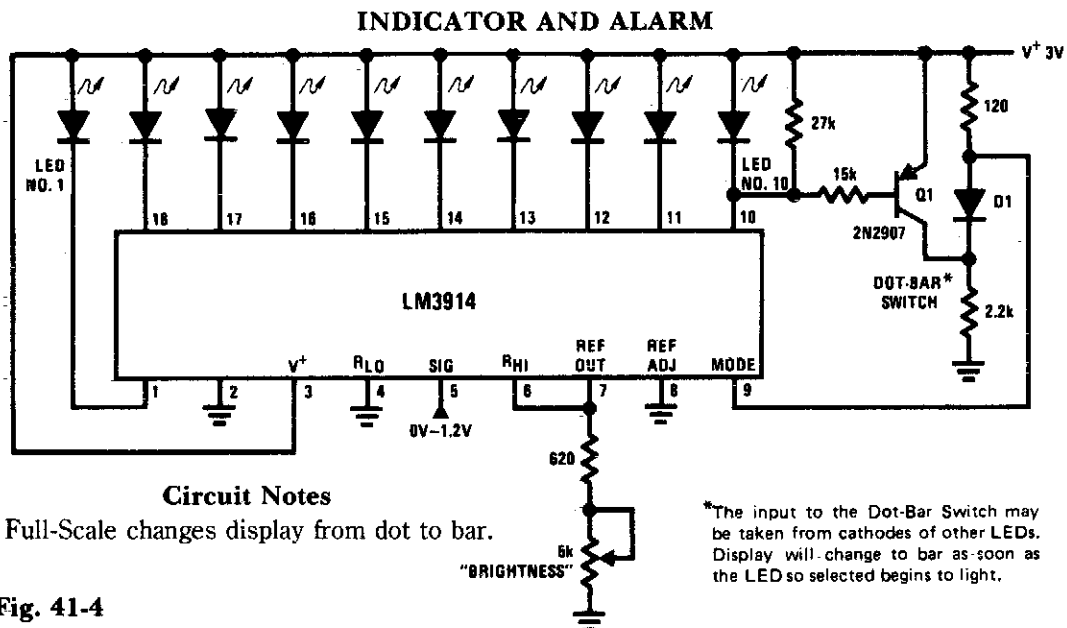 INDICATOR AND ALARM
V+ 3V
LED NO. 1
27k
120
LED NO. 10
15k
Q1
2N2907
D1
DOT-BAR* SWITCH
2.2k
18 17 16 15 14 13 12 11 10
LM3914
V+ RLO SIG RHI REF OUT REF ADJ MODE
1 2 3 4 5 6 7 8 9
0V–1.2V
620
5k
"BRIGHTNESS"
Circuit Notes
Full-Scale changes display from dot to bar.
*The input to the Dot-Bar Switch may
be taken from cathodes of other LEDs.
Display will change to bar as-soon as
the LED so selected begins to light.
Fig. 41-4